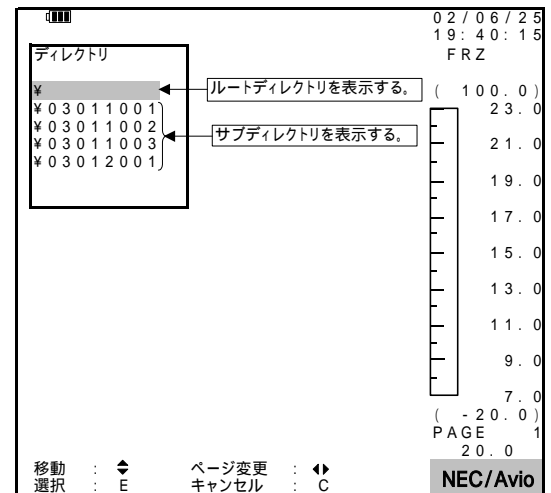 02/06/25
19:40:15
FRZ
ディレクトリ
¥
ルートディレクトリを表示する。
¥03011001
¥03011002
¥03011003
¥03012001
サブディレクトリを表示する。
( 100.0)
23.0
21.0
19.0
17.0
15.0
13.0
11.0
9.0
7.0
( -20.0)
PAGE 1
20.0
移動 : ◆ ページ変更 : ◀▶
選択 : E キャンセル : C
NEC/Avio